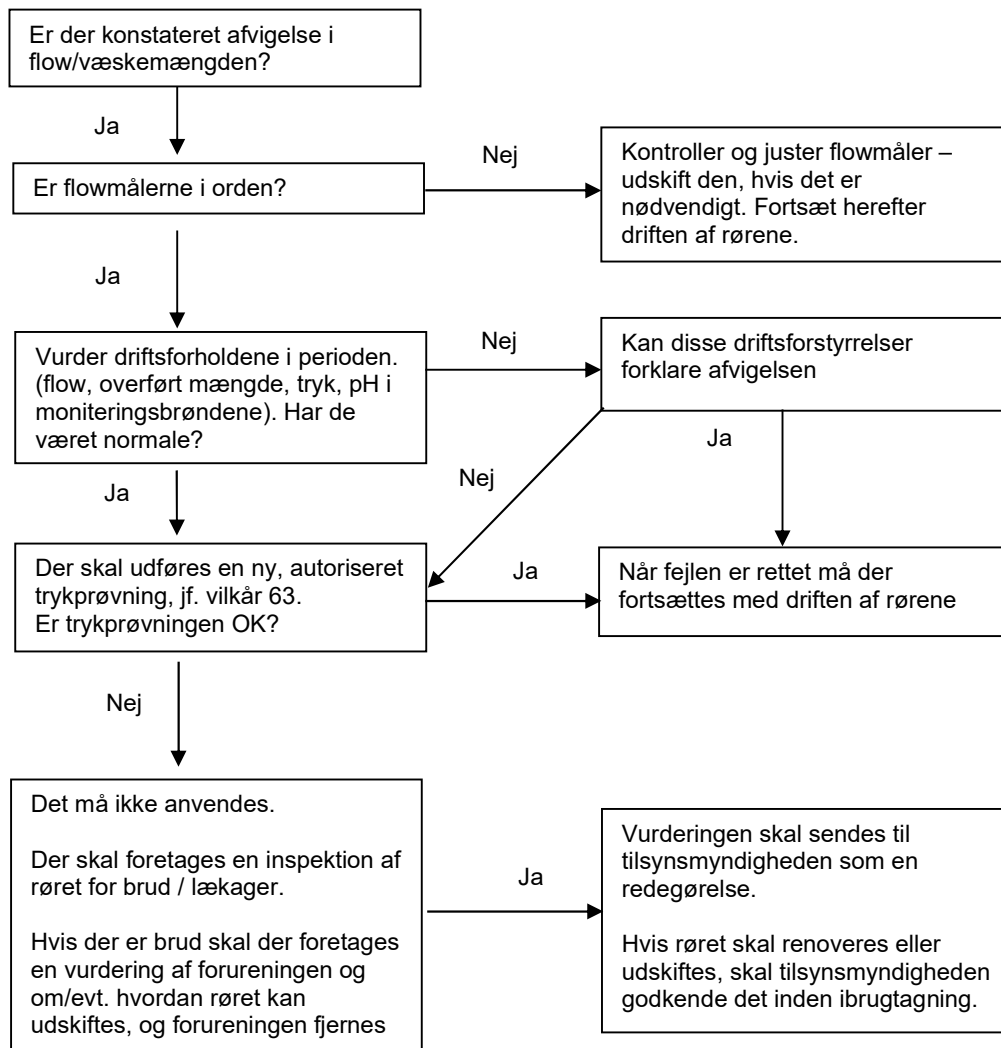 Er der konstateret afvigelse i
flow/væskemængden?
Ja
Er flowmålerne i orden?
Nej
Kontroller og juster flowmåler –
udskift den, hvis det er
nødvendigt. Fortsæt herefter
driften af rørene.
Ja
Vurder driftsforholdene i perioden.
(flow, overført mængde, tryk, pH i
moniteringsbrøndene). Har de
været normale?
Nej
Kan disse driftsforstyrrelser
forklare afvigelsen
Ja
Nej
Ja
Der skal udføres en ny, autoriseret
trykprøvning, jf. vilkår 63.
Er trykprøvningen OK?
Ja
Når fejlen er rettet må der
fortsættes med driften af rørene
Nej
Det må ikke anvendes.
Der skal foretages en inspektion af
røret for brud / lækager.
Hvis der er brud skal der foretages
en vurdering af forureningen og
om/evt. hvordan røret kan
udskiftes, og forureningen fjernes
Ja
Vurderingen skal sendes til
tilsynsmyndigheden som en
redegørelse.
Hvis røret skal renoveres eller
udskiftes, skal tilsynsmyndigheden
godkende det inden ibrugtagning.